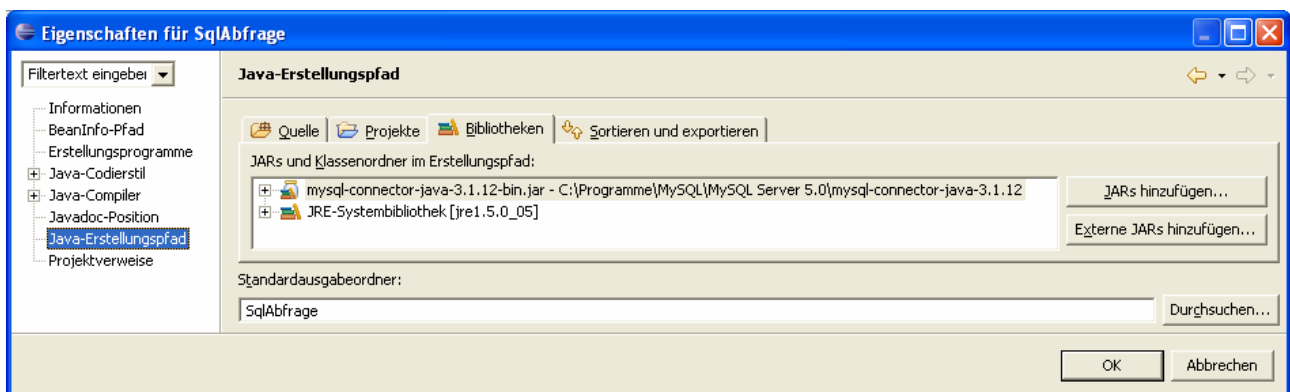 Eigenschaften für SqlAbfrage
Filtertext eingebei
Informationen
BeanInfo-Pfad
Erstellungsprogramme
Java-Codierstil
Java-Compiler
Javadoc-Position
Java-Erstellungspfad
Projektverweise
Java-Erstellungspfad
Quelle Projekte Bibliotheken Sortieren und exportieren
JARs und Klassenordner im Erstellungspfad:
mysql-connector-java-3.1.12-bin.jar - C:\Programme\MySQL\MySQL Server 5.0\mysql-connector-java-3.1.12
JRE-Systembibliothek [jre1.5.0_05]
JARs hinzufügen...
Externe JARs hinzufügen...
Standardausgabeordner:
SqlAbfrage
Durchsuchen...
OK Abbrechen